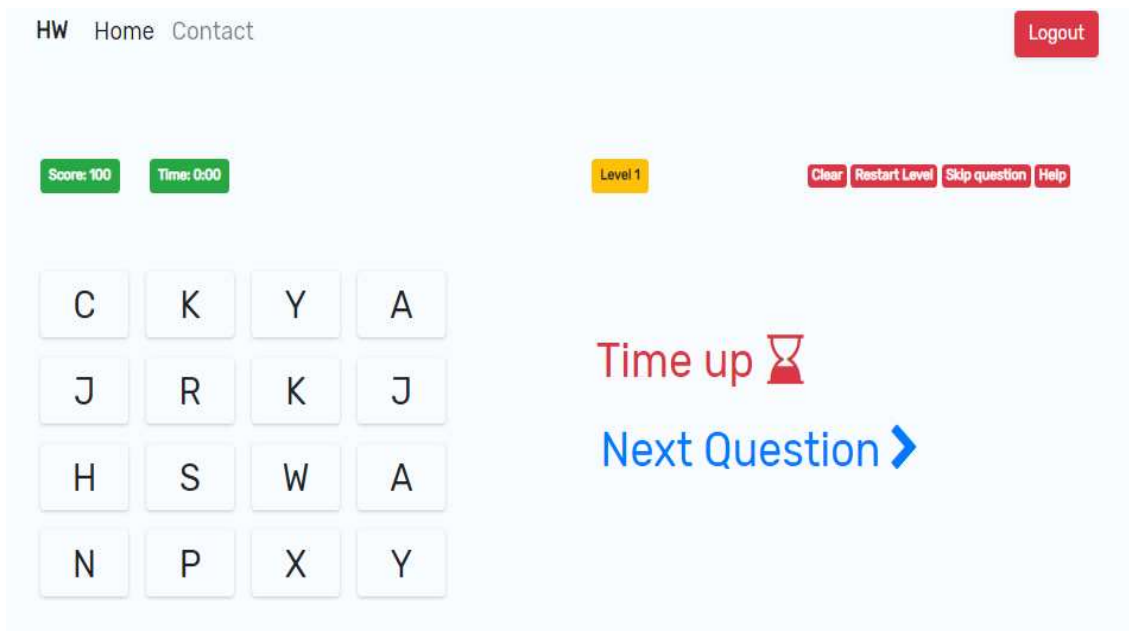 HW Home Contact Logout
Score: 100 Time: 0:00 Level 1 Clear Restart Level Skip question Help
C K Y A
J R K J
H S W A
N P X Y
Time up
Next Question